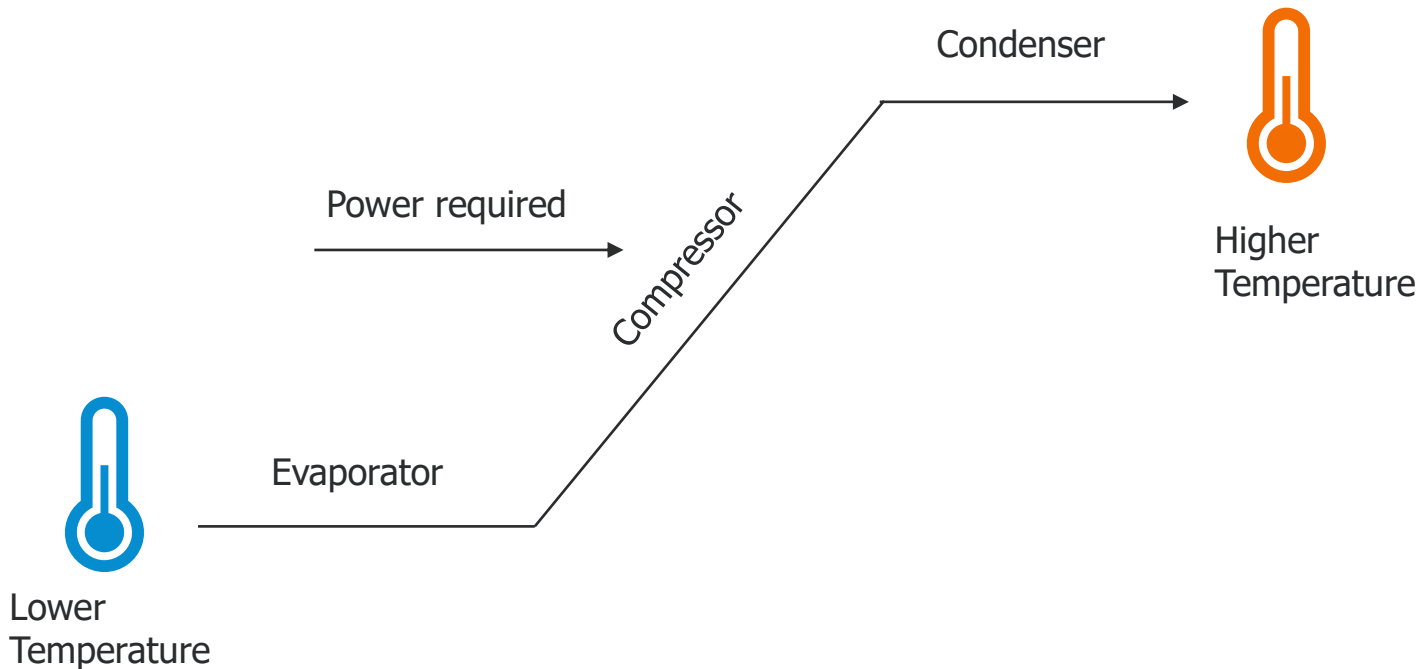 Condenser
Power required
Compressor
Higher
Temperature
Evaporator
Lower
Temperature